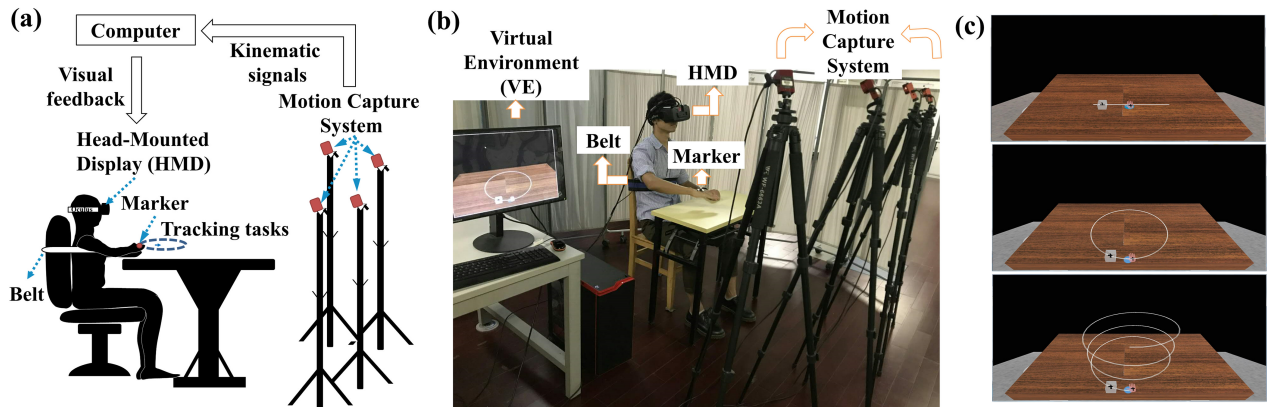 (a)
Computer
Kinematic
signals
Visual
feedback
Motion Capture
System
Head-Mounted
Display (HMD)
Oculus
Marker
Tracking tasks
Belt
(b)
Virtual
Environment
(VE)
HMD
Motion
Capture
System
Belt
Marker
(c)